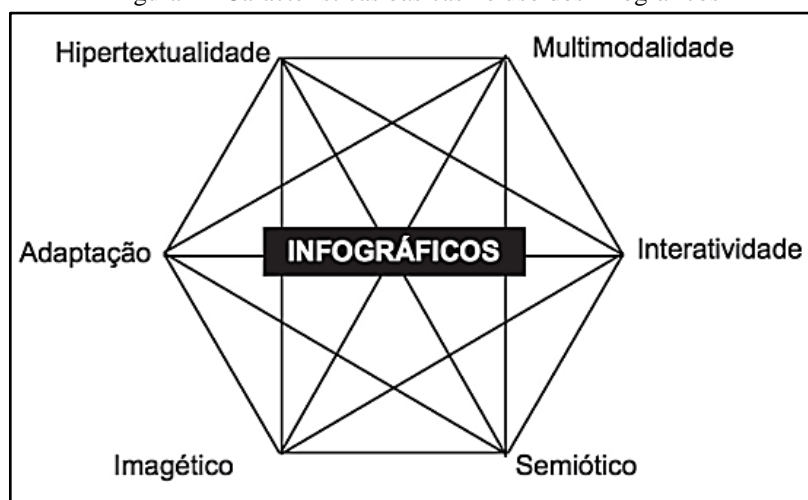 Hipertextualidade
Multimodalidade
Adaptação
INFOGRÁFICOS
Interatividade
Imagético
Semiótico